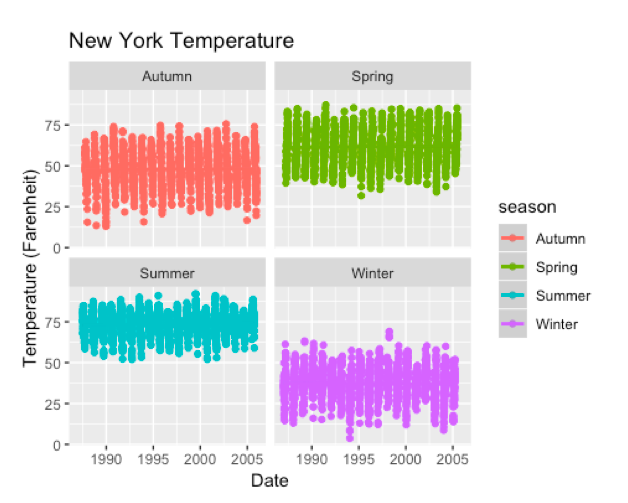 New York Temperature
Autumn
Spring
75
50
25
0
Summer
Winter
75
50
25
0
1990
1995
2000
2005
1990
1995
2000
2005
Date
Temperature (Farenheit)
season
Autumn
Spring
Summer
Winter